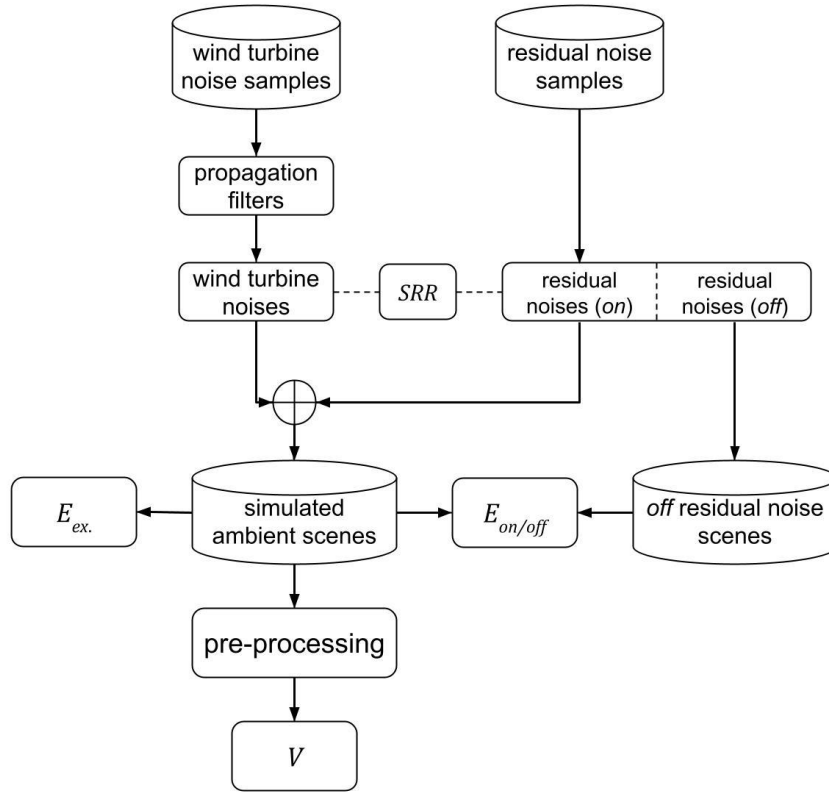 wind turbine
noise samples
residual noise
samples
propagation
filters
wind turbine
noises
SRR
residual
noises (on)
residual
noises (off)
E_ex.
simulated
ambient scenes
E_on/off
off residual noise
scenes
pre-processing
V